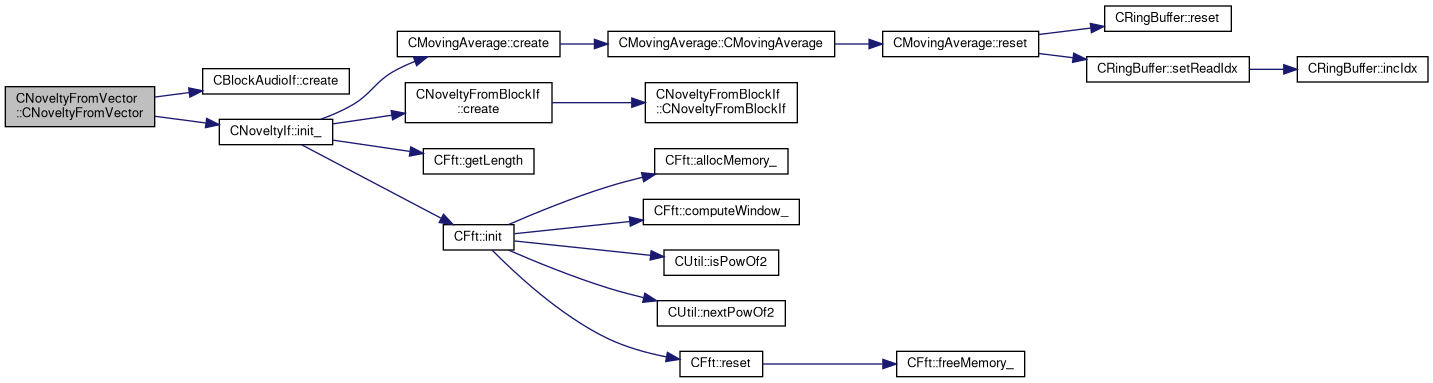 CNoveltyFromVector
::CNoveltyFromVector
CBlockAudioIf::create
CNoveltyIf::init_
CMovingAverage::create
CNoveltyFromBlockIf
::create
CFft::getLength
CFft::init
CMovingAverage::CMovingAverage
CNoveltyFromBlockIf
::CNoveltyFromBlockIf
CFft::allocMemory_
CFft::computeWindow_
CUtil::isPowOf2
CUtil::nextPowOf2
CFft::reset
CMovingAverage::reset
CFft::freeMemory_
CRingBuffer::reset
CRingBuffer::setReadIdx
CRingBuffer::incIdx